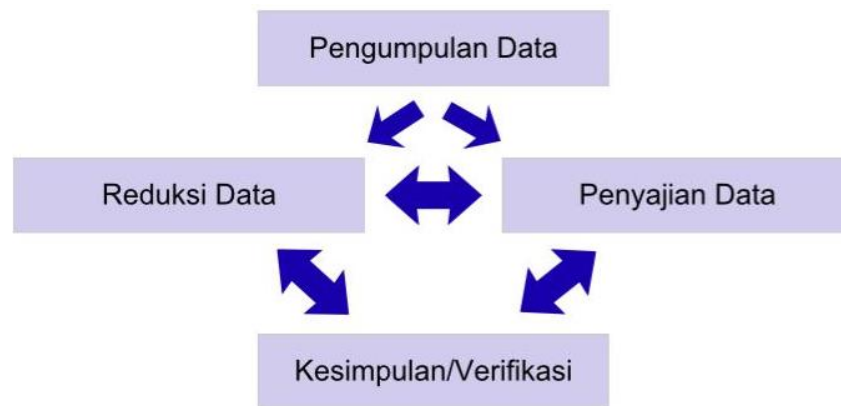 Pengumpulan Data
Reduksi Data
Penyajian Data
Kesimpulan/Verifikasi